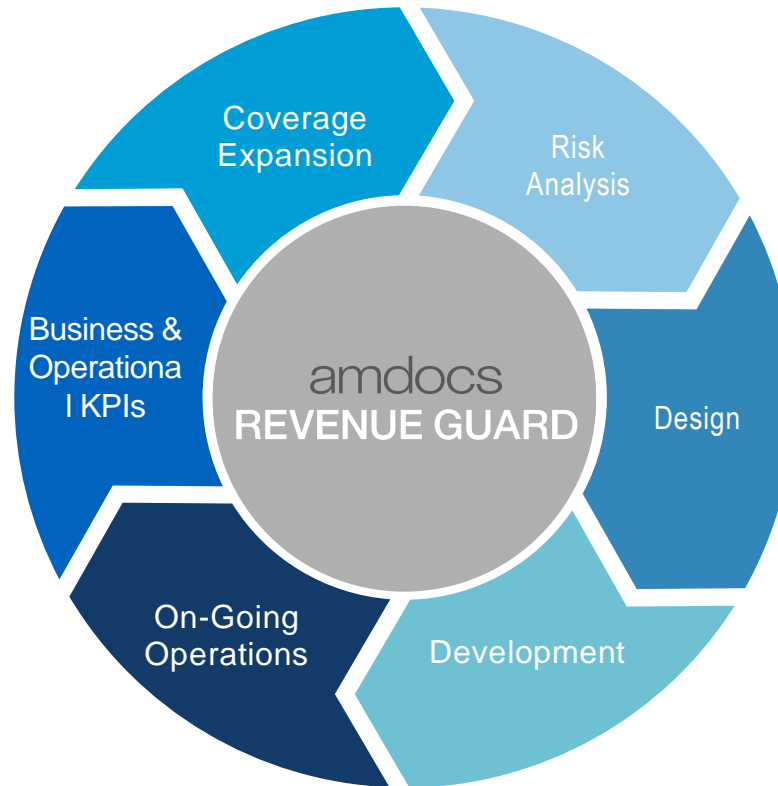 Coverage
Expansion
Risk
Analysis
Business &
Operationa
l KPIs
amdocs
REVENUE GUARD
Design
On-Going
Operations
Development